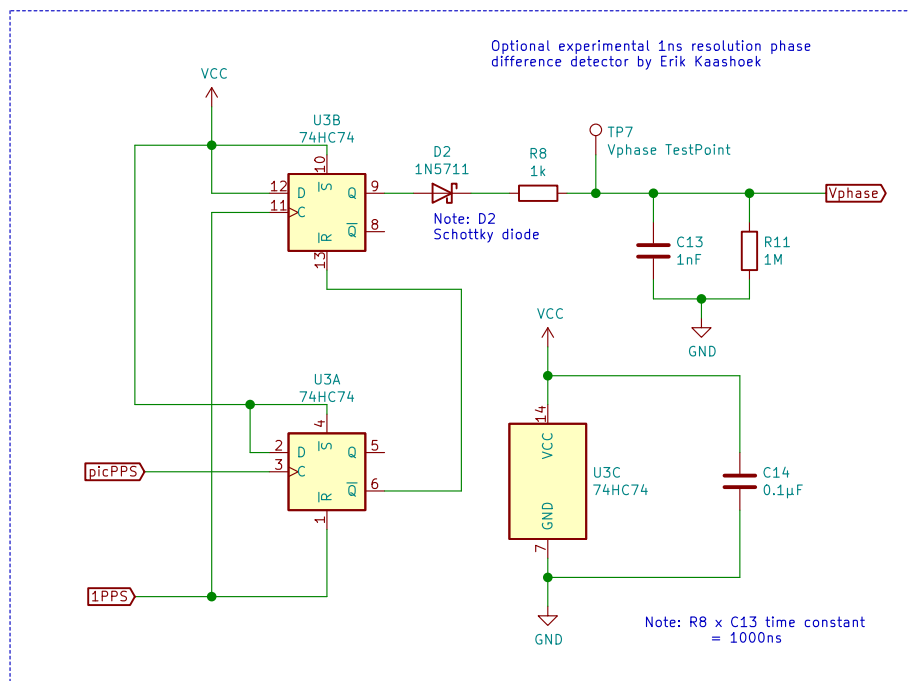 Optional experimental 1ns resolution phase
difference detector by Erik Kaashoek
VCC
U3B
74HC74
10
S
12
D
Q
9
11
C
Q
8
R
13
D2
1N5711
Note: D2
Schottky diode
R8
1k
TP7
Vphase TestPoint
Vphase
C13
1nF
R11
1M
GND
U3A
74HC74
4
S
2
D
Q
5
picPPS
3
C
Q
6
R
1
1PPS
VCC
14
VCC
U3C
74HC74
GND
7
GND
C14
0.1µF
Note: R8 x C13 time constant
= 1000ns